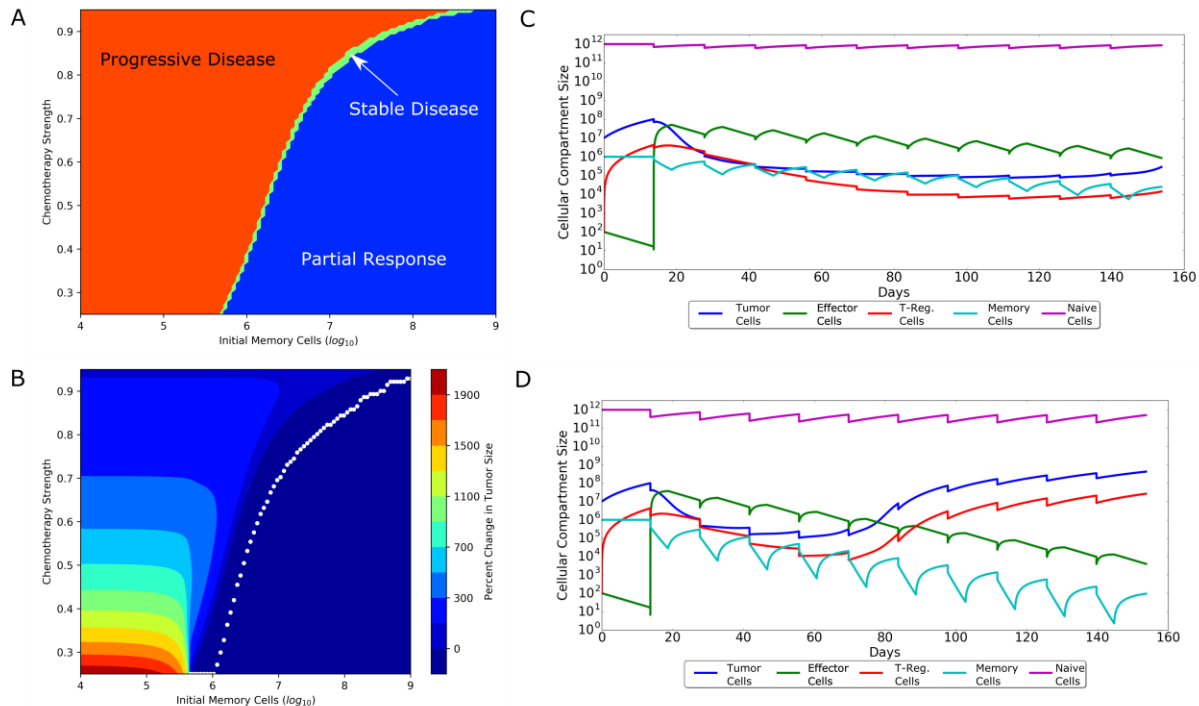 A
Progressive Disease
Stable Disease
Partial Response
Chemotherapy Strength
0.9
0.8
0.7
0.6
0.5
0.4
0.3
4 5 6 7 8 9
Initial Memory Cells (log10)
B
Chemotherapy Strength
0.9
0.8
0.7
0.6
0.5
0.4
0.3
4 5 6 7 8 9
Initial Memory Cells (log10)
1900
1500
1100
700
300
0
Percent Change in Tumor Size
C
Cellular Compartment Size
10^12
10^11
10^10
10^9
10^8
10^7
10^6
10^5
10^4
10^3
10^2
10^1
10^0
0 20 40 60 80 100 120 140 160
Days
Tumor Cells
Effector Cells
T-Reg. Cells
Memory Cells
Naive Cells
D
Cellular Compartment Size
10^12
10^11
10^10
10^9
10^8
10^7
10^6
10^5
10^4
10^3
10^2
10^1
10^0
0 20 40 60 80 100 120 140 160
Days
Tumor Cells
Effector Cells
T-Reg. Cells
Memory Cells
Naive Cells